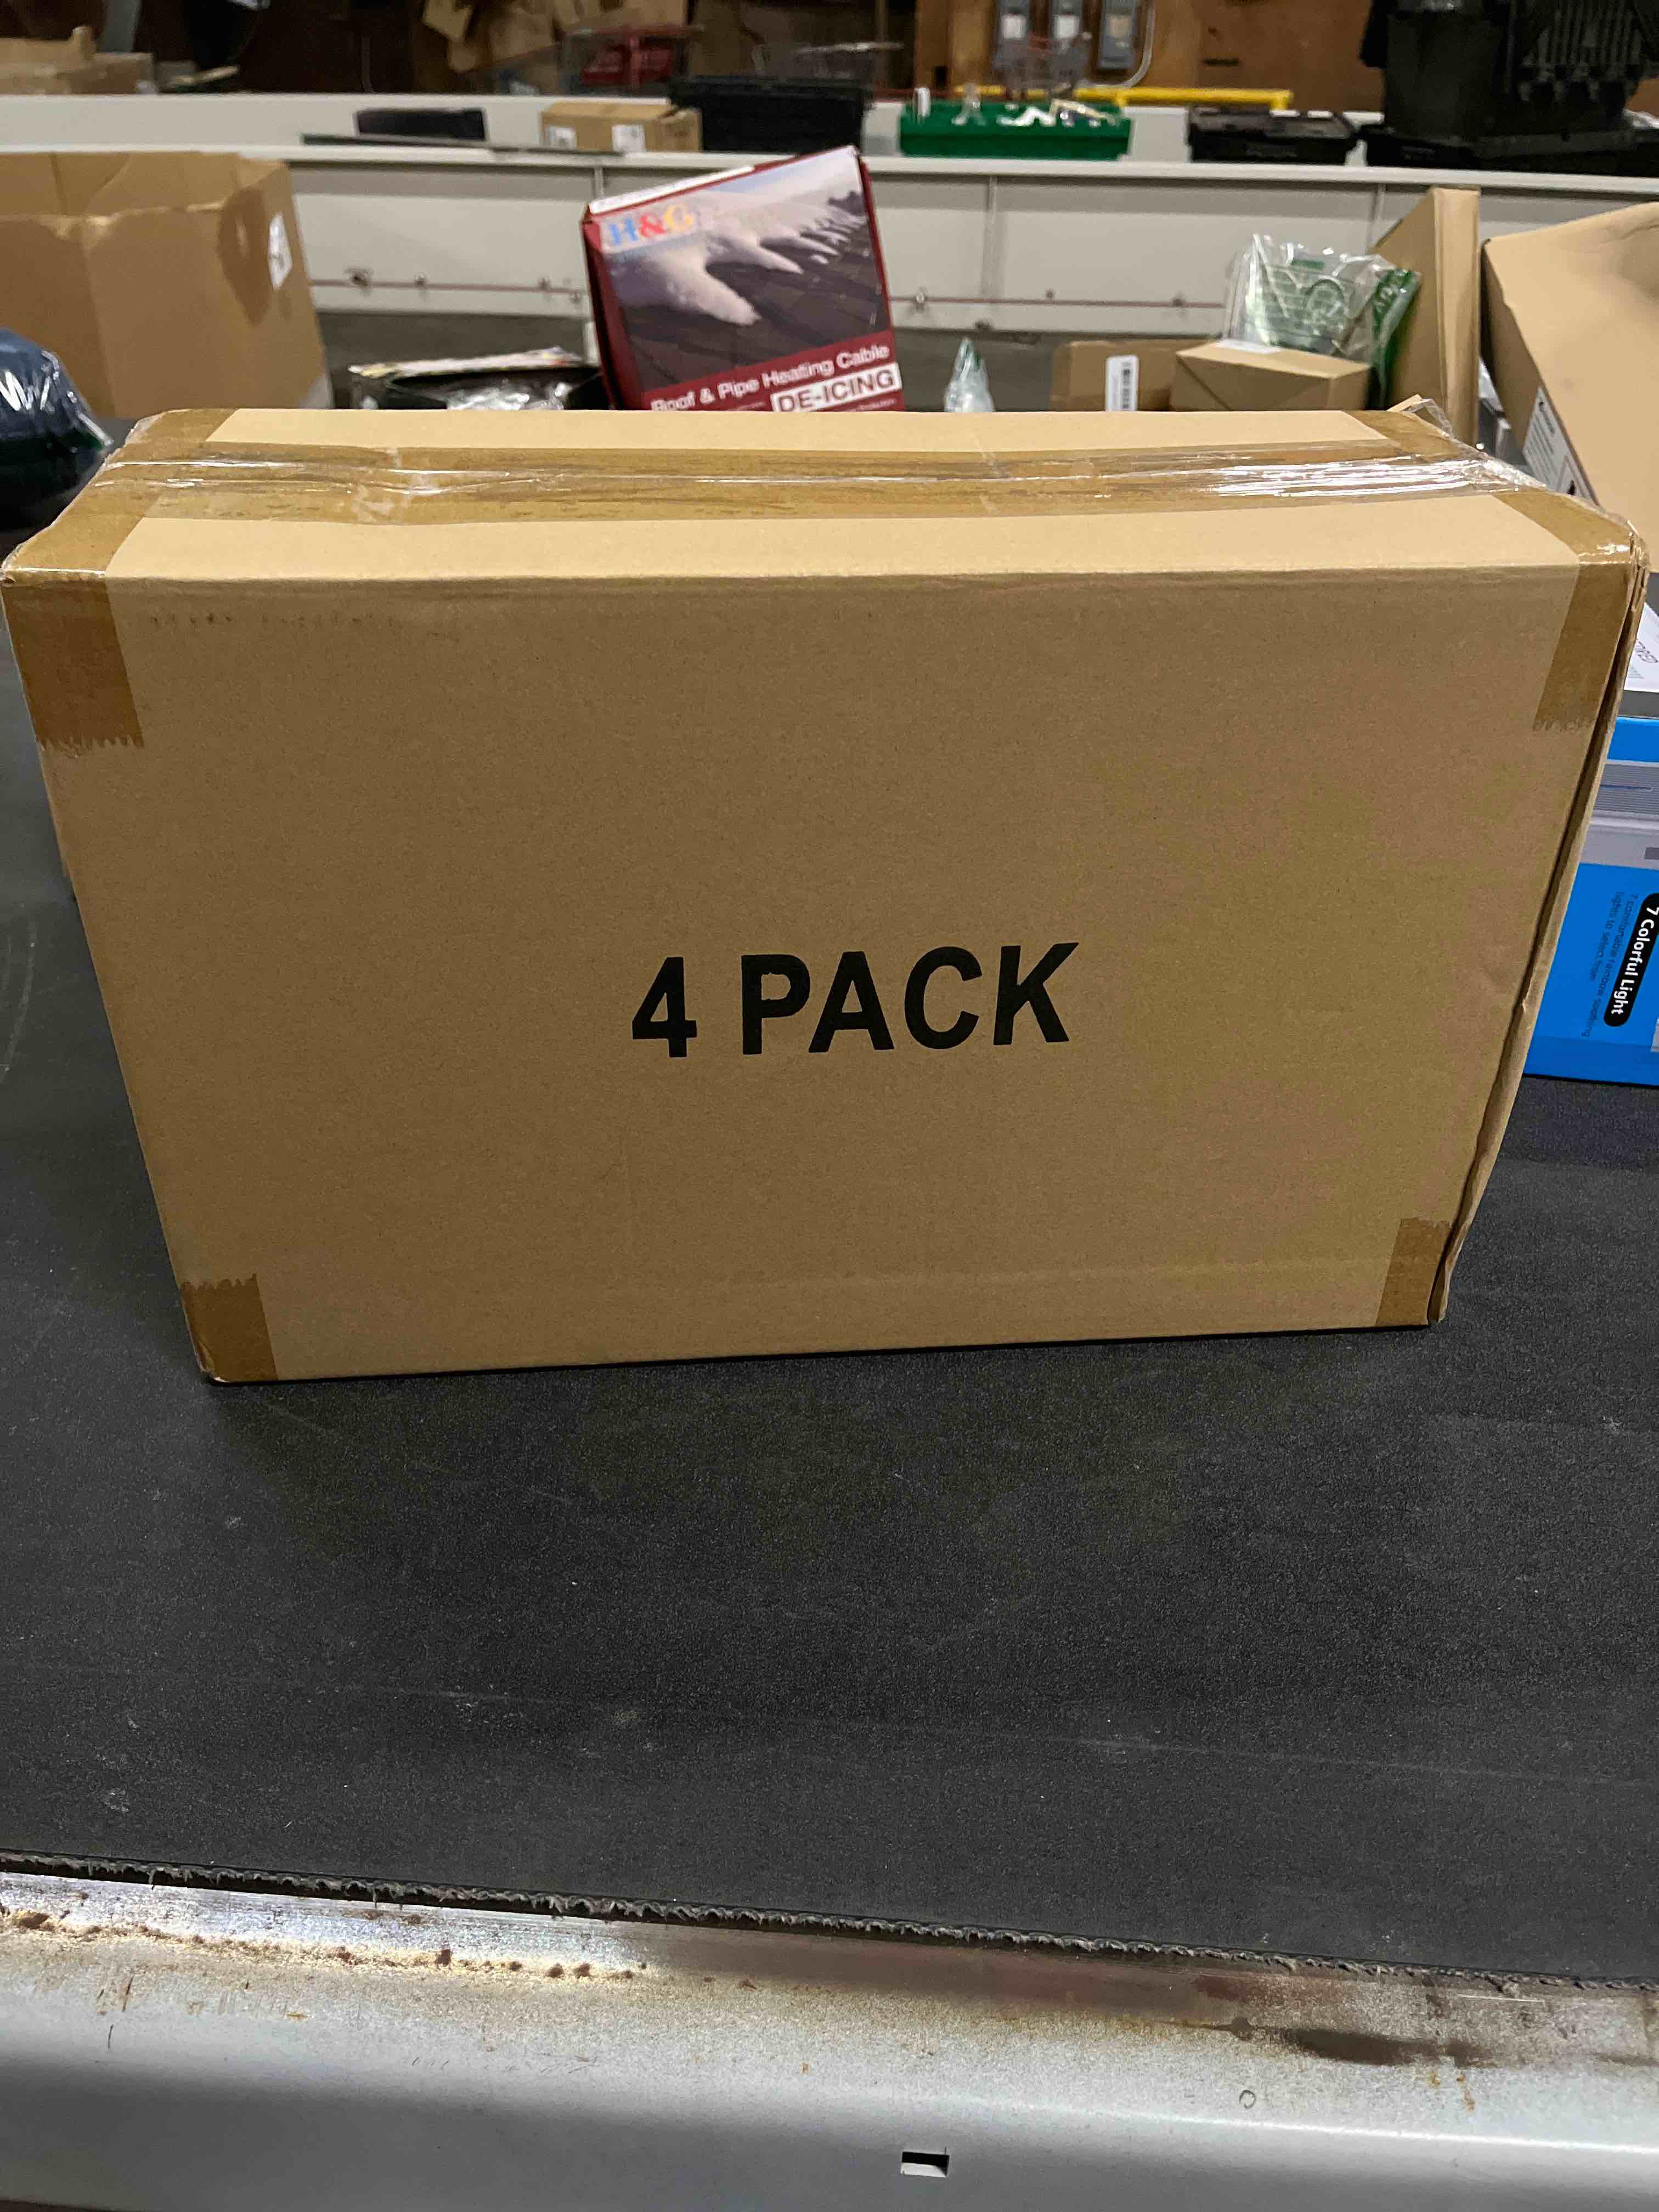 H&G
Roof & Pipe Heating Cable
DE-ICING
4 PACK
7 Colorful Light